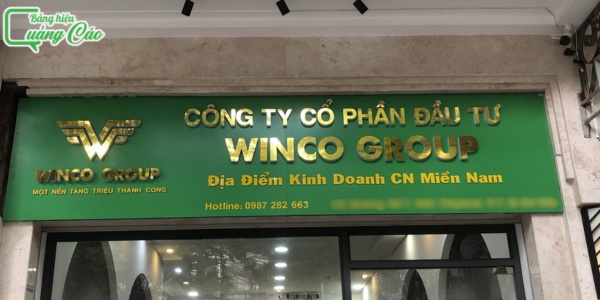 Bảng hiệu
Quảng Cáo
CÔNG TY CỔ PHẦN ĐẦU TƯ
WINCO GROUP
Địa Điểm Kinh Doanh CN Miền Nam
Hotline: 0987 282 663
WINCO GROUP
MỘT NỀN TẢNG TRIỆU THÀNH CÔNG